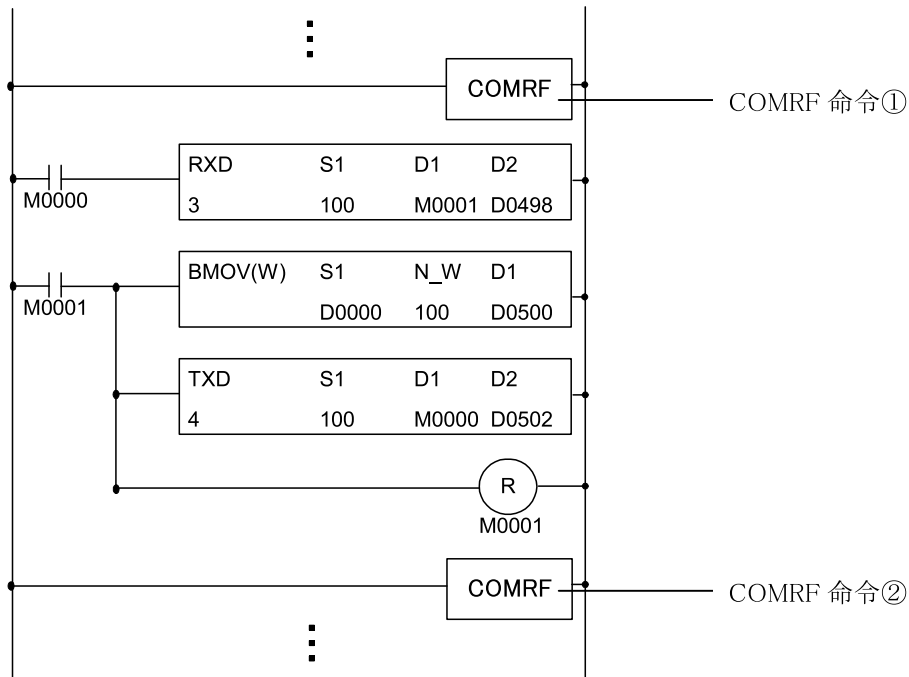 COMRF
COMRF 命令①
RXD S1 D1 D2
M0000
3 100 M0001 D0498
BMOV(W) S1 N_W D1
M0001
D0000 100 D0500
TXD S1 D1 D2
4 100 M0000 D0502
R
M0001
COMRF
COMRF 命令②